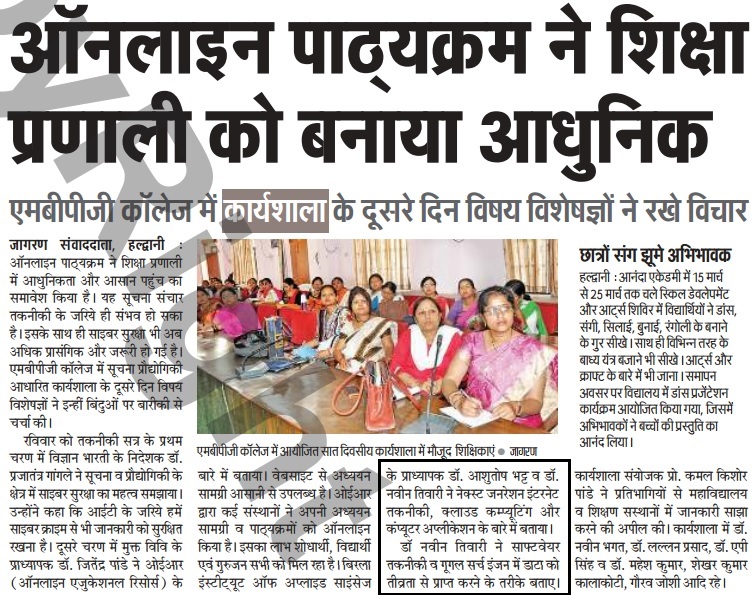 ऑनलाइन पाठ्यक्रम ने शिक्षा
प्रणाली को बनाया आधुनिक
एमबीपीजी कॉलेज में कार्यशाला के दूसरे दिन विषय विशेषज्ञों ने रखे विचार
जागरण संवाददाता, हल्द्वानी :
ऑनलाइन पाठ्यक्रम ने शिक्षा प्रणाली
में आधुनिकता और आसान पहुंच का
समावेश किया है। यह सूचना संचार
तकनीकी के जरिये ही संभव हो सका
है। इसके साथ ही साइबर सुरक्षा भी अब
अधिक प्रासंगिक और जरूरी हो गई है।
एमबीपीजी कॉलेज में सूचना प्रौद्योगिकी
आधारित कार्यशाला के दूसरे दिन विषय
विशेषज्ञों ने इन्हीं बिंदुओं पर बारीकी से
चर्चा की।
रविवार को तकनीकी सत्र के प्रथम
चरण में विज्ञान भारती के निदेशक डॉ.
प्रजातंत्र गांगले ने सूचना व प्रौद्योगिकी के
क्षेत्र में साइबर सुरक्षा का महत्व समझाया।
उन्होंने कहा कि आईटी के जरिये हमें
साइबर क्राइम से भी जानकारी को सुरक्षित
रखना है। दूसरे चरण में मुक्त विवि के
प्राध्यापक डॉ. जितेंद्र पांडे ने ओईआर
(ऑनलाइन एजुकेशनल रिसोर्स) के
एमबीपीजी कॉलेज में आयोजित सात दिवसीय कार्यशाला में मौजूद शिक्षिकाएं ● जागरण
बारे में बताया। वेबसाइट से अध्ययन
सामग्री आसानी से उपलब्ध है। ओईआर
द्वारा कई संस्थानों ने अपनी अध्ययन
सामग्री व पाठ्यक्रमों को ऑनलाइन
किया है। इसका लाभ शोधार्थी, विद्यार्थी
एवं गुरुजन सभी को मिल रहा है। बिरला
इंस्टीट्यूट ऑफ अप्लाइड साइंसेज
के प्राध्यापक डॉ. आशुतोष भट्ट व डॉ.
नवीन तिवारी ने नेक्स्ट जनरेशन इंटरनेट
तकनीकी, क्लाउड कम्प्यूटिंग और
कंप्यूटर अप्लीकेशन के बारे में बताया।
डॉ नवीन तिवारी ने साफ्टवेयर
तकनीकी व गूगल सर्च इंजन में डाटा को
तीव्रता से प्राप्त करने के तरीके बताए।
छात्रों संग झूमे अभिभावक
हल्द्वानी : आनंदा एकेडमी में 15 मार्च
से 25 मार्च तक चले स्किल डेवलेपमेंट
और आर्ट्स शिविर में विद्यार्थियों ने डांस,
संगी, सिलाई, बुनाई, रंगोली के बनाने
के गुर सीखे। साथ ही विभिन्न तरह के
बाध्य यंत्र बजाने भी सीखे। आर्ट्स और
क्राफ्ट के बारे में भी जाना। समापन
अवसर पर विद्यालय में डांस प्रजेंटेशन
कार्यक्रम आयोजित किया गया, जिसमें
अभिभावकों ने बच्चों की प्रस्तुति का
आनंद लिया।
कार्यशाला संयोजक प्रो. कमल किशोर
पांडे ने प्रतिभागियों से महाविद्यालय
व शिक्षण संस्थानों में जानकारी साझा
करने की अपील की। कार्यशाला में डॉ.
नवीन भगत, डॉ. लल्लन प्रसाद, डॉ. एपी
सिंह व डॉ. महेश कुमार, शेखर कुमार
कालाकोटी, गौरव जोशी आदि रहे।